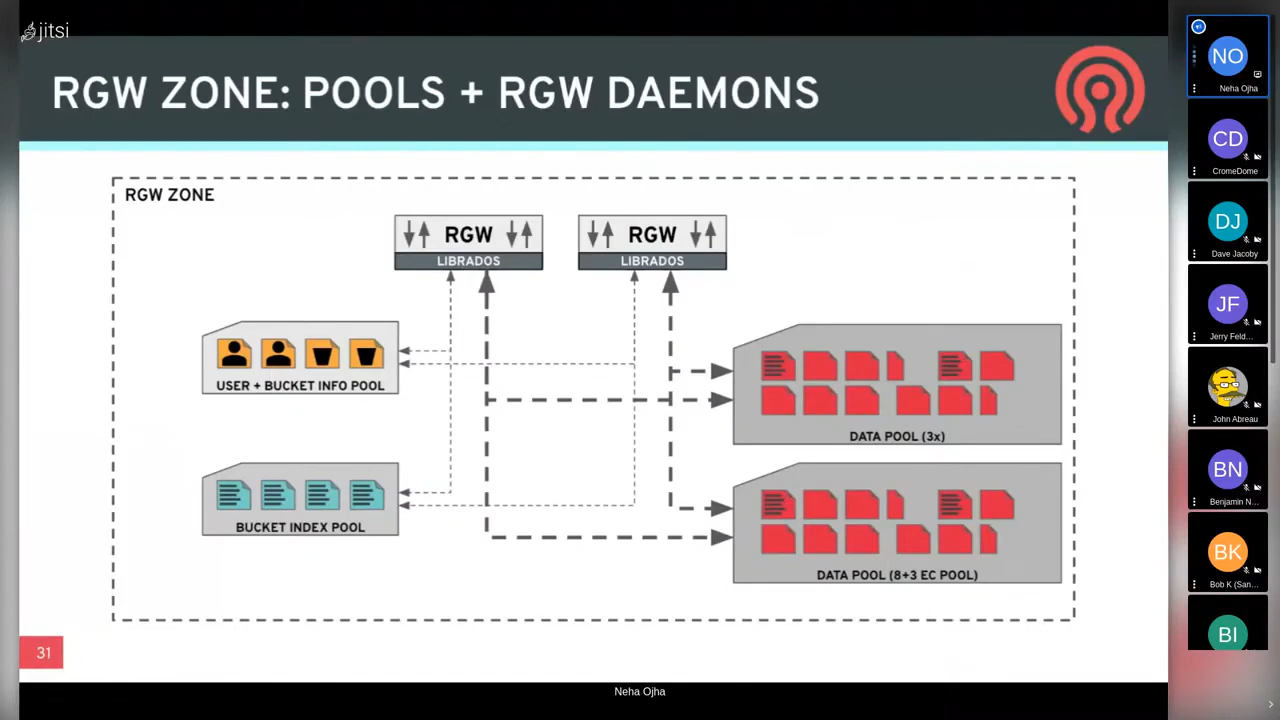 jitsi
RGW ZONE: POOLS + RGW DAEMONS
RGW ZONE
RGW
LIBRADOS
RGW
LIBRADOS
USER + BUCKET INFO POOL
BUCKET INDEX POOL
DATA POOL (3x)
DATA POOL (8+3 EC POOL)
31
Neha Ojha
NO
Neha Ojha
CD
CromeDome
DJ
Dave Jacoby
JF
Jerry Feld...
John Abreau
BN
Benjamin N...
BK
Bob K (San...
BI